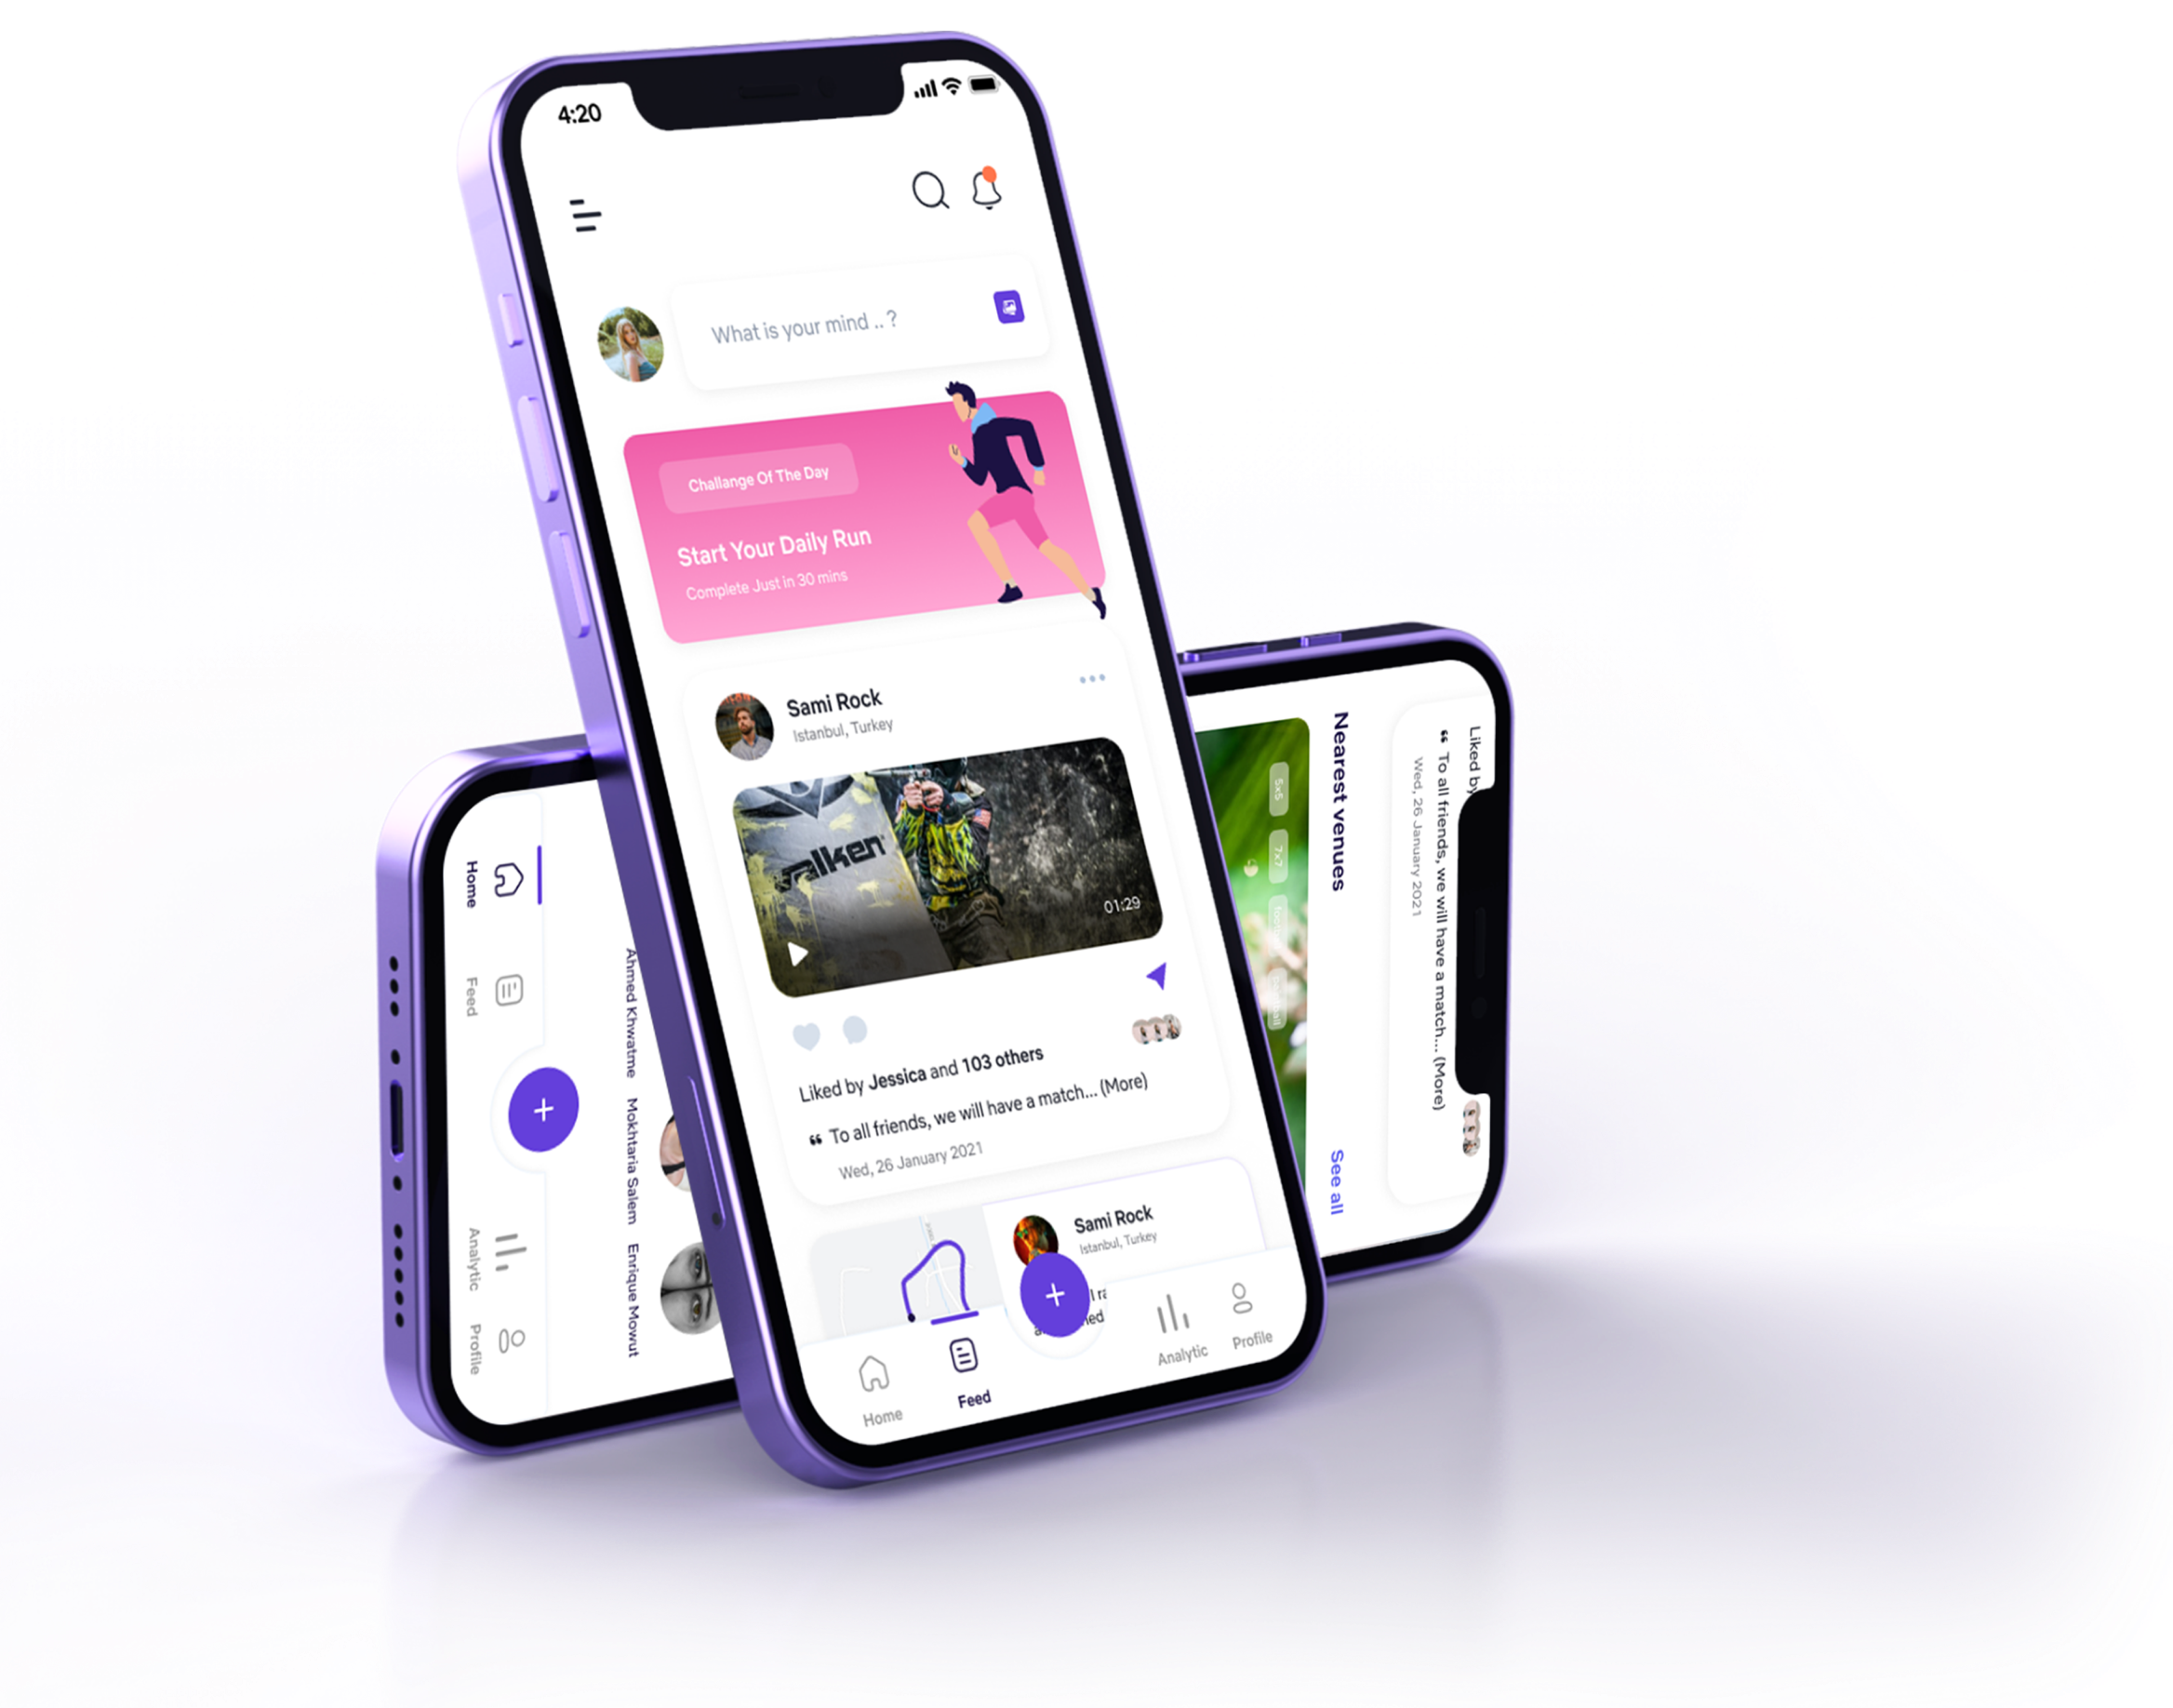 4:20
What is your mind .. ?
Challange Of The Day
Start Your Daily Run
Complete Just in 30 mins
Sami Rock
Istanbul, Turkey
alken
01:29
Liked by Jessica and 103 others
“ To all friends, we will have a match... (More)
Wed, 26 January 2021
Sami Rock
Istanbul, Turkey
Home
Feed
+
Analytic
Profile
Liked by
“ To all friends, we will have a match... (More)
Wed, 26 January 2021
Nearest venues
See all
5x5
7x7
Ahmed Khwatme
Mokhtaria Salem
Enrique Mowut
Home
Feed
+
Analytic
Profile